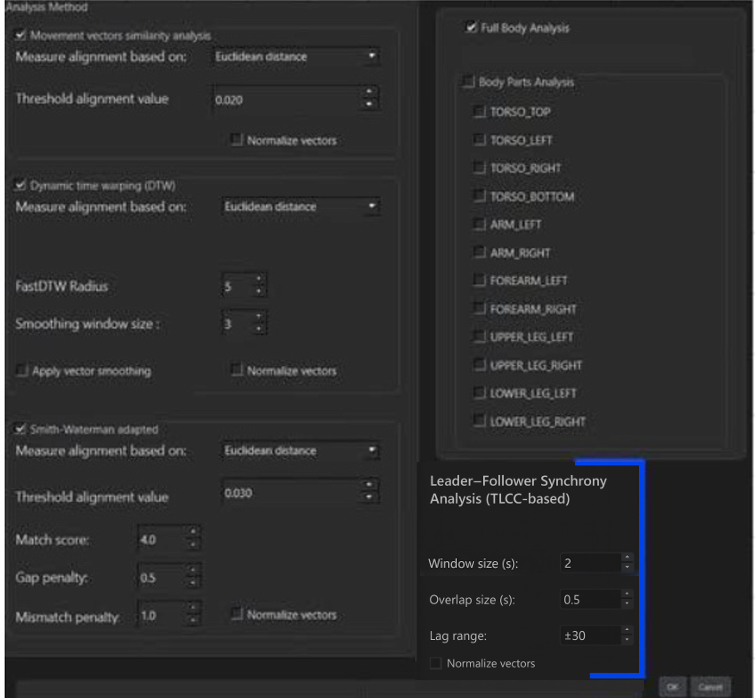 Analysis Method
Movement vectors similarity analysis
Measure alignment based on: Euclidean distance
Threshold alignment value 0.020
Normalize vectors
Dynamic time warping (DTW)
Measure alignment based on: Euclidean distance
FastDTW Radius 5
Smoothing window size : 3
Apply vector smoothing Normalize vectors
Smith-Waterman adapted
Measure alignment based on: Euclidean distance
Threshold alignment value 0.030
Match score: 4.0
Gap penalty: 0.5
Mismatch penalty: 1.0 Normalize vectors
Full Body Analysis
Body Parts Analysis
TORSO_TOP
TORSO_LEFT
TORSO_RIGHT
TORSO_BOTTOM
ARM_LEFT
ARM_RIGHT
FOREARM_LEFT
FOREARM_RIGHT
UPPER_LEG_LEFT
UPPER_LEG_RIGHT
LOWER_LEG_LEFT
LOWER_LEG_RIGHT
Leader–Follower Synchrony
Analysis (TLCC-based)
Window size (s): 2
Overlap size (s): 0.5
Lag range: ±30
Normalize vectors
OK Cancel